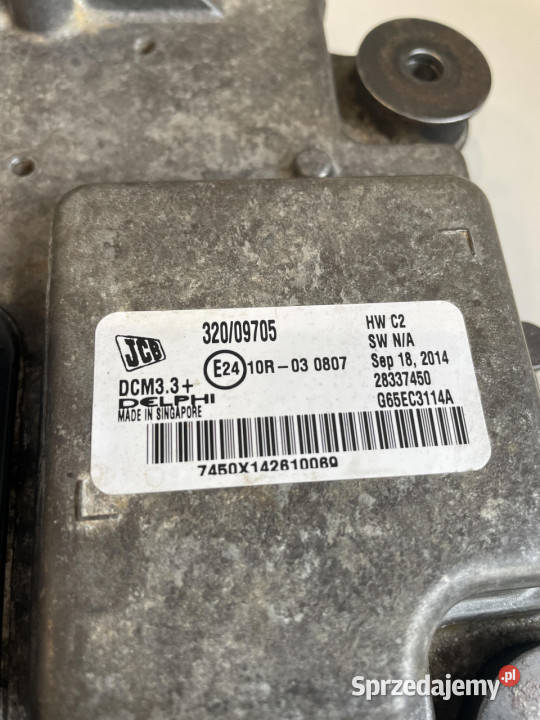 JCB
320/09705
HW C2
SW N/A
DCM3.3+
E24 10R-03 0807
Sep 18, 2014
DELPHI
28337450
MADE IN SINGAPORE
G65EC3114A
7450X142610069
Sprzedajemy.pl